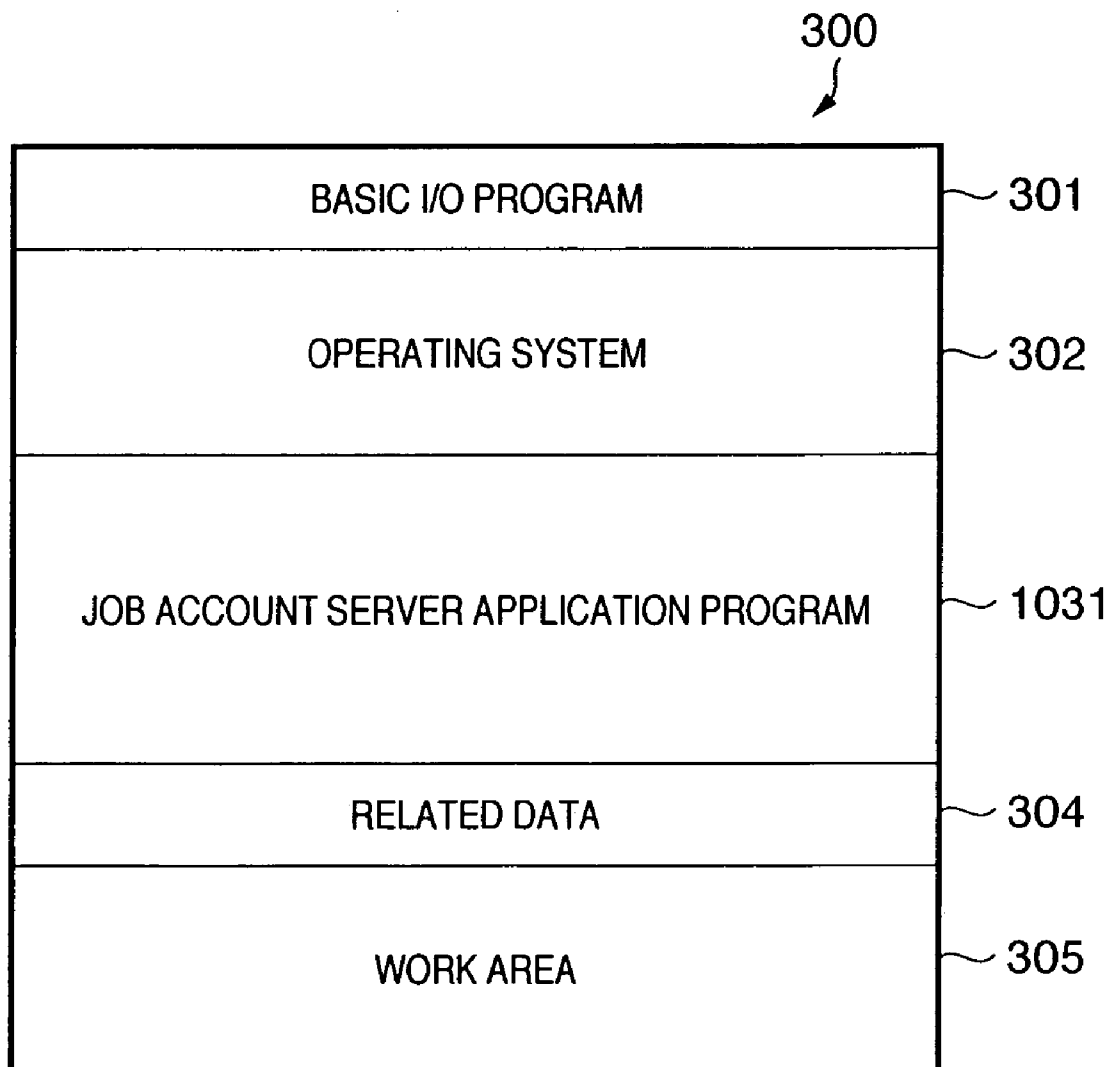 300
BASIC I/O PROGRAM
301
OPERATING SYSTEM
302
JOB ACCOUNT SERVER APPLICATION PROGRAM
1031
RELATED DATA
304
WORK AREA
305